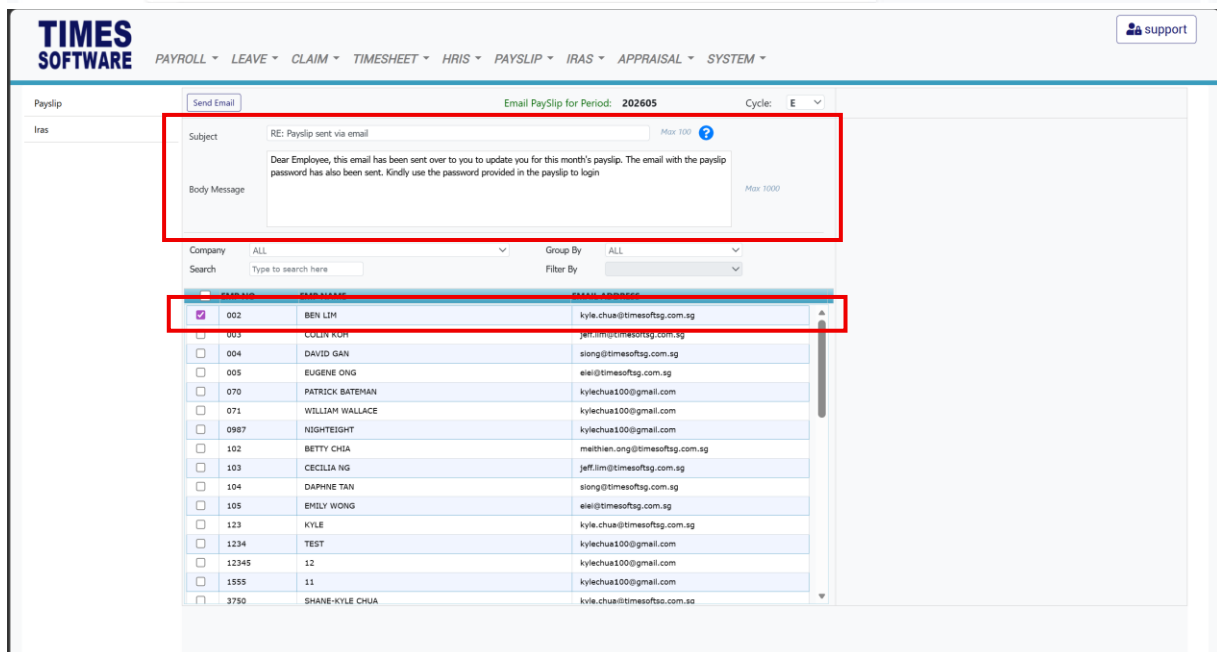 TIMES
SOFTWARE
support
PAYROLL LEAVE CLAIM TIMESHEET HRIS PAYSLIP IRAS APPRAISAL SYSTEM
Payslip
Iras
Send Email
Email PaySlip for Period: 202605
Cycle: E
Subject RE: Payslip sent via email Max 100 ?
Dear Employee, this email has been sent over to you to update you for this month's payslip. The email with the payslip
password has also been sent. Kindly use the password provided in the payslip to login
Body Message
Max 1000
Company ALL Group By ALL
Search Type to search here Filter By
EMP NO EMP NAME EMAIL ADDRESS
002 BEN LIM kyle.chua@timesoftsg.com.sg
003 COLIN KOH jeff.lim@timesoftsg.com.sg
004 DAVID GAN siong@timesoftsg.com.sg
005 EUGENE ONG eiei@timesoftsg.com.sg
070 PATRICK BATEMAN kylechua100@gmail.com
071 WILLIAM WALLACE kylechua100@gmail.com
0987 NIGHTEIGHT kylechua100@gmail.com
102 BETTY CHIA meithien.ong@timesoftsg.com.sg
103 CECILIA NG jeff.lim@timesoftsg.com.sg
104 DAPHNE TAN siong@timesoftsg.com.sg
105 EMILY WONG eiei@timesoftsg.com.sg
123 KYLE kyle.chua@timesoftsg.com.sg
1234 TEST kylechua100@gmail.com
12345 12 kylechua100@gmail.com
1555 11 kylechua100@gmail.com
3750 SHANE-KYLE CHUA kyle.chua@timesoftsg.com.sg